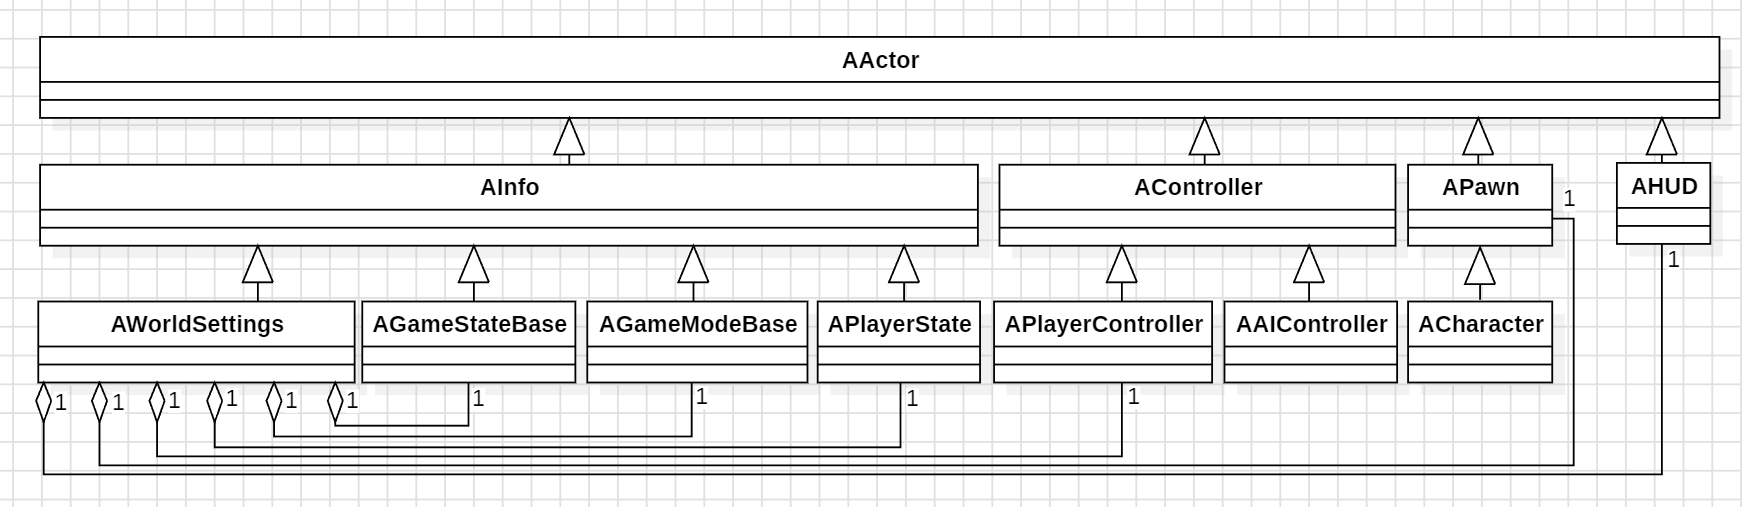 AActor
AInfo
AController
APawn
AHUD
1
1
AWorldSettings
AGameStateBase
AGameModeBase
APlayerState
APlayerController
AAIController
ACharacter
1
1
1
1
1
1
1
1
1
1